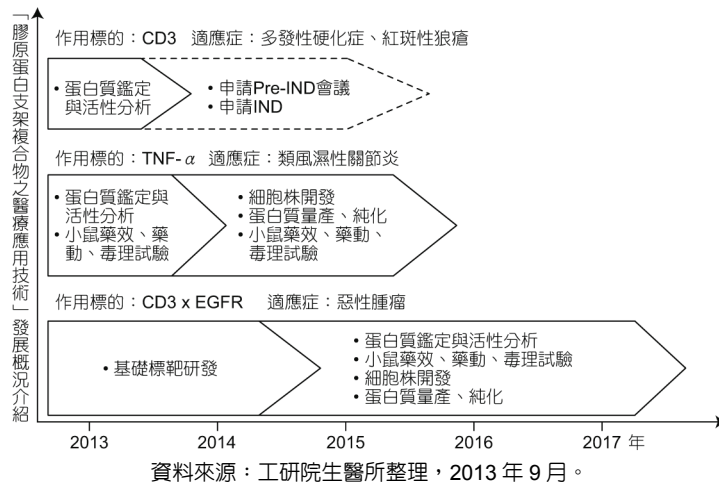 「膠原蛋白支架複合物之醫療應用技術」發展概況介紹
作用標的：CD3　適應症：多發性硬化症、紅斑性狼瘡
• 蛋白質鑑定
與活性分析
• 申請Pre-IND會議
• 申請IND
作用標的：TNF-α　適應症：類風濕性關節炎
• 蛋白質鑑定與
活性分析
• 小鼠藥效、藥
動、毒理試驗
• 細胞株開發
• 蛋白質量產、純化
• 小鼠藥效、藥動、
毒理試驗
作用標的：CD3 x EGFR　適應症：惡性腫瘤
• 基礎標靶研發
• 蛋白質鑑定與活性分析
• 小鼠藥效、藥動、毒理試驗
• 細胞株開發
• 蛋白質量產、純化
2013 2014 2015 2016 2017 年
資料來源：工研院生醫所整理，2013 年 9 月。